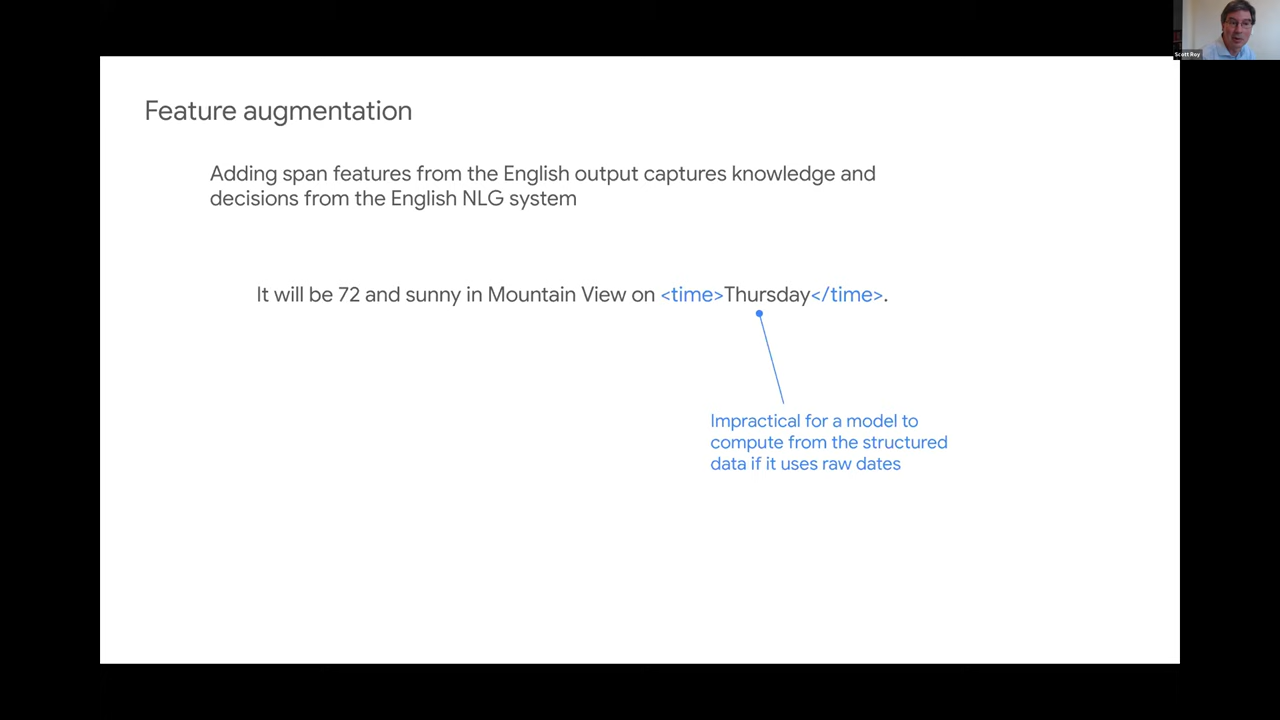 Scott Roy
Feature augmentation
Adding span features from the English output captures knowledge and
decisions from the English NLG system
It will be 72 and sunny in Mountain View on <time>Thursday</time>.
Impractical for a model to
compute from the structured
data if it uses raw dates